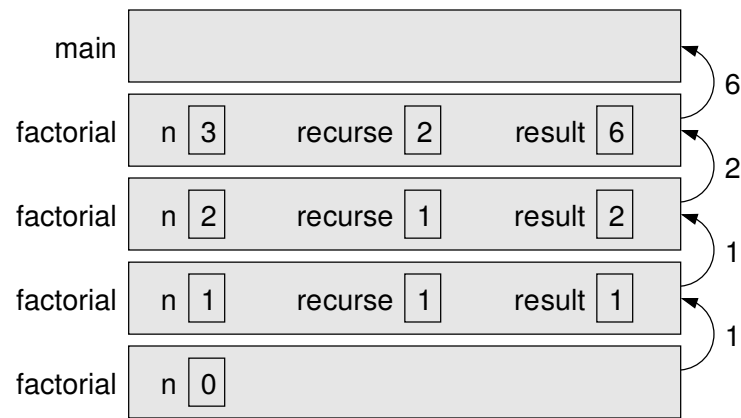 main
6
factorial n 3 recurse 2 result 6
2
factorial n 2 recurse 1 result 2
1
factorial n 1 recurse 1 result 1
1
factorial n 0